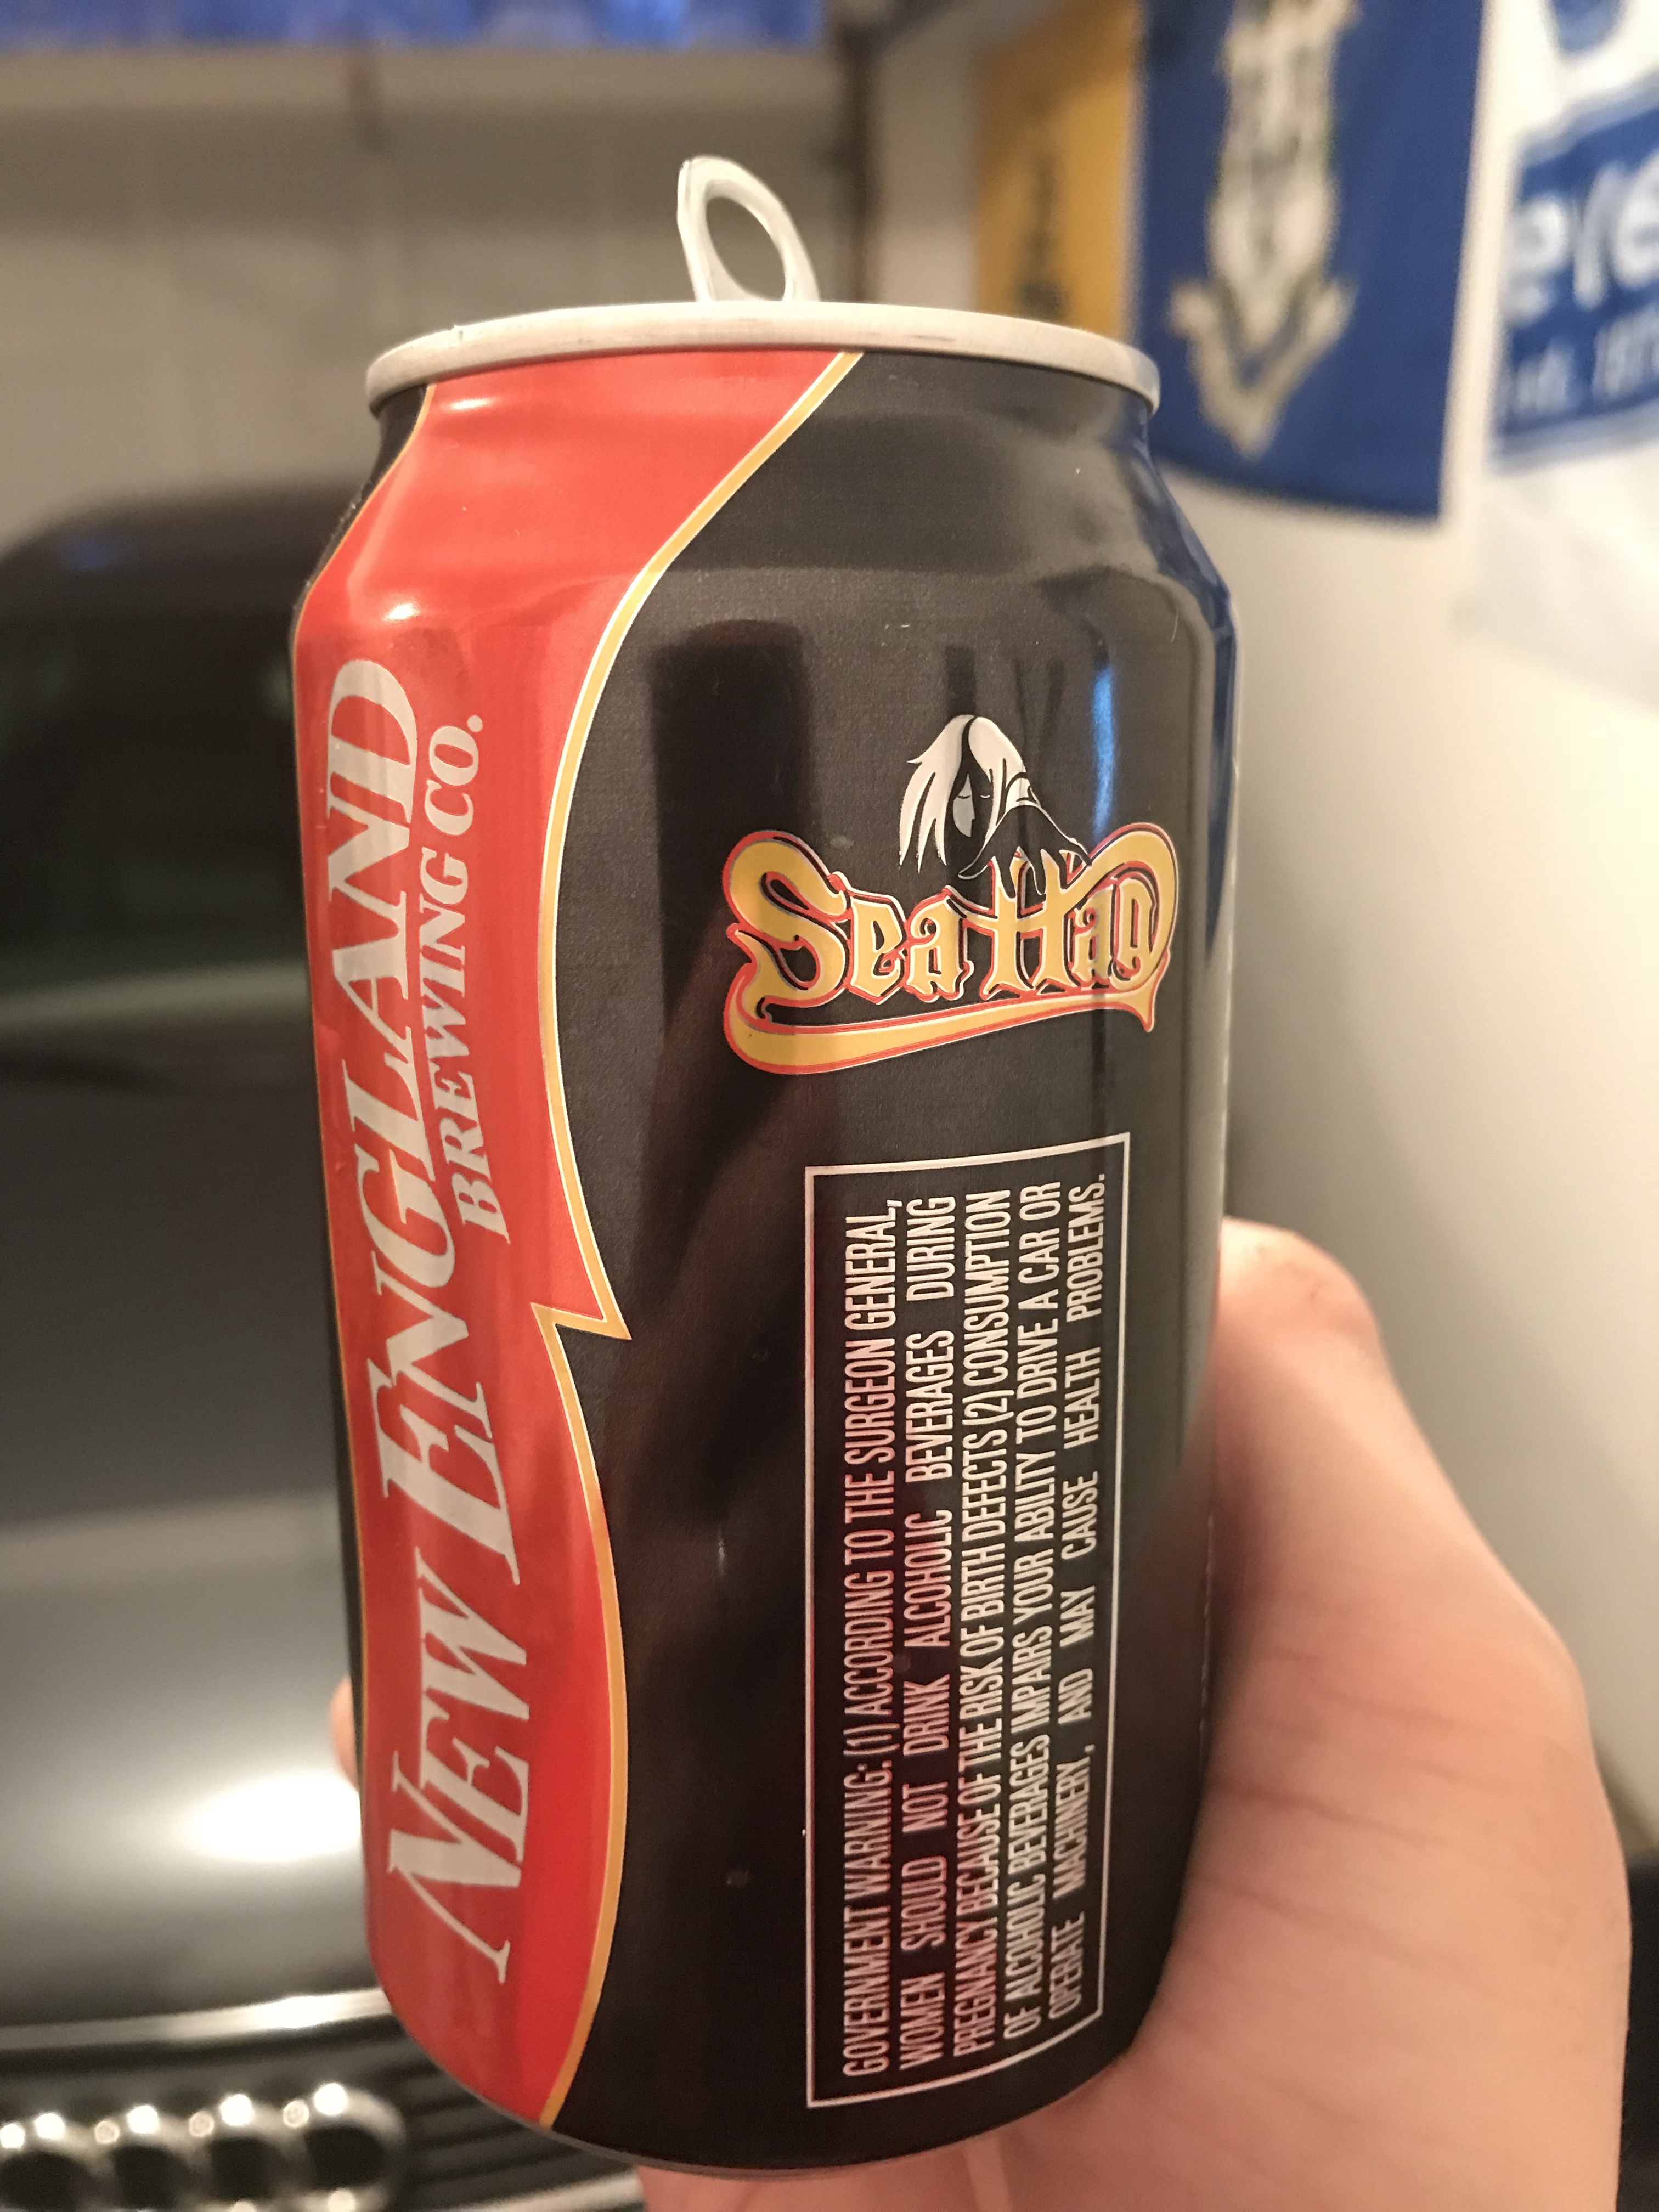 NEW ENGLAND
BREWING CO.
Sea Hag
GOVERNMENT WARNING: (1) ACCORDING TO THE SURGEON GENERAL,
WOMEN SHOULD NOT DRINK ALCOHOLIC BEVERAGES DURING
PREGNANCY BECAUSE OF THE RISK OF BIRTH DEFECTS (2) CONSUMPTION
OF ALCOHOLIC BEVERAGES IMPAIRS YOUR ABILITY TO DRIVE A CAR OR
OPERATE MACHINERY, AND MAY CAUSE HEALTH PROBLEMS.